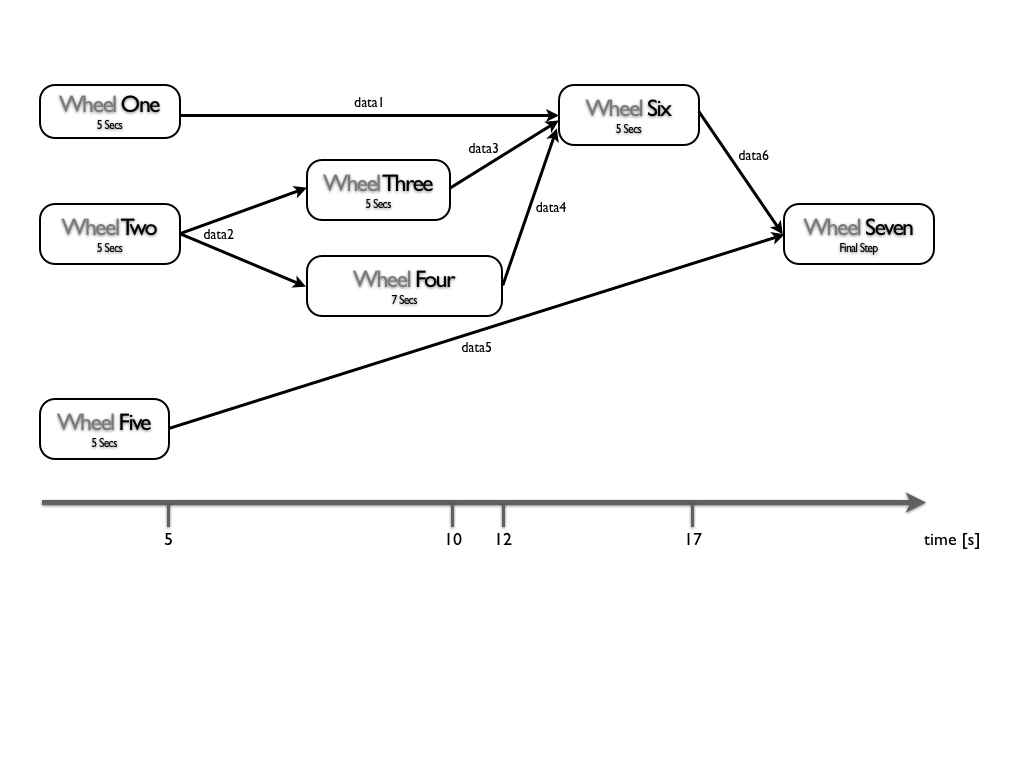 Wheel One
5 Secs
data1
Wheel Six
5 Secs
data3
data6
Wheel Three
5 Secs
data4
Wheel Two
5 Secs
data2
Wheel Seven
Final Step
Wheel Four
7 Secs
data5
Wheel Five
5 Secs
5
10
12
17
time [s]